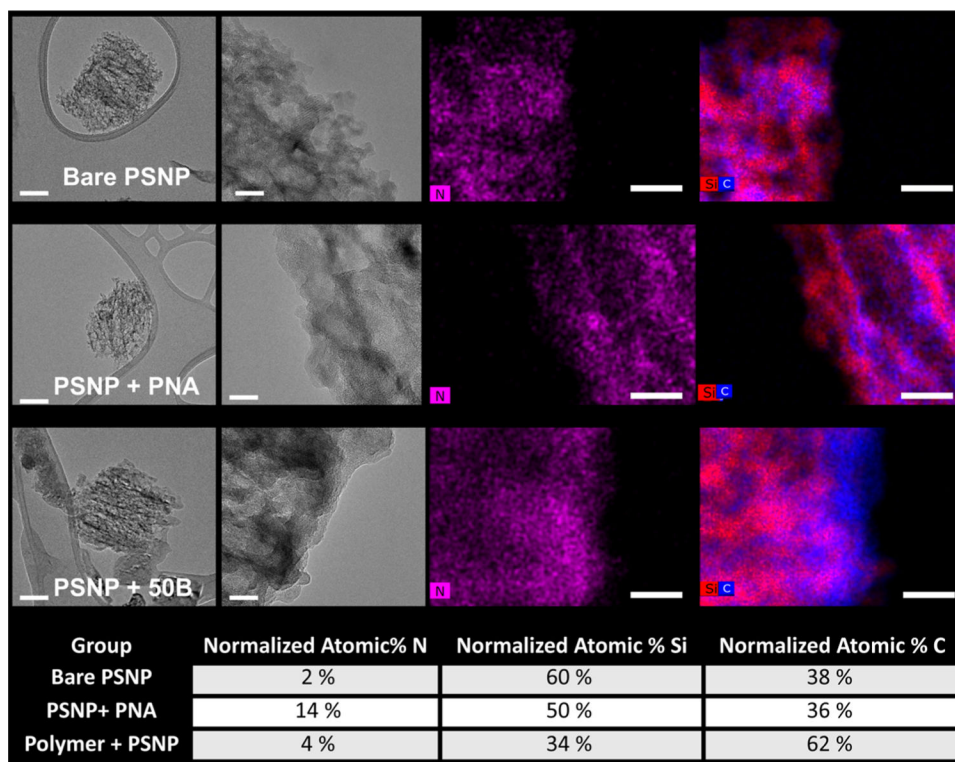 Bare PSNP
N
Si C
PSNP + PNA
N
Si C
PSNP + 50B
N
Si C
Group Normalized Atomic% N Normalized Atomic % Si Normalized Atomic % C
Bare PSNP 2 % 60 % 38 %
PSNP+ PNA 14 % 50 % 36 %
Polymer + PSNP 4 % 34 % 62 %